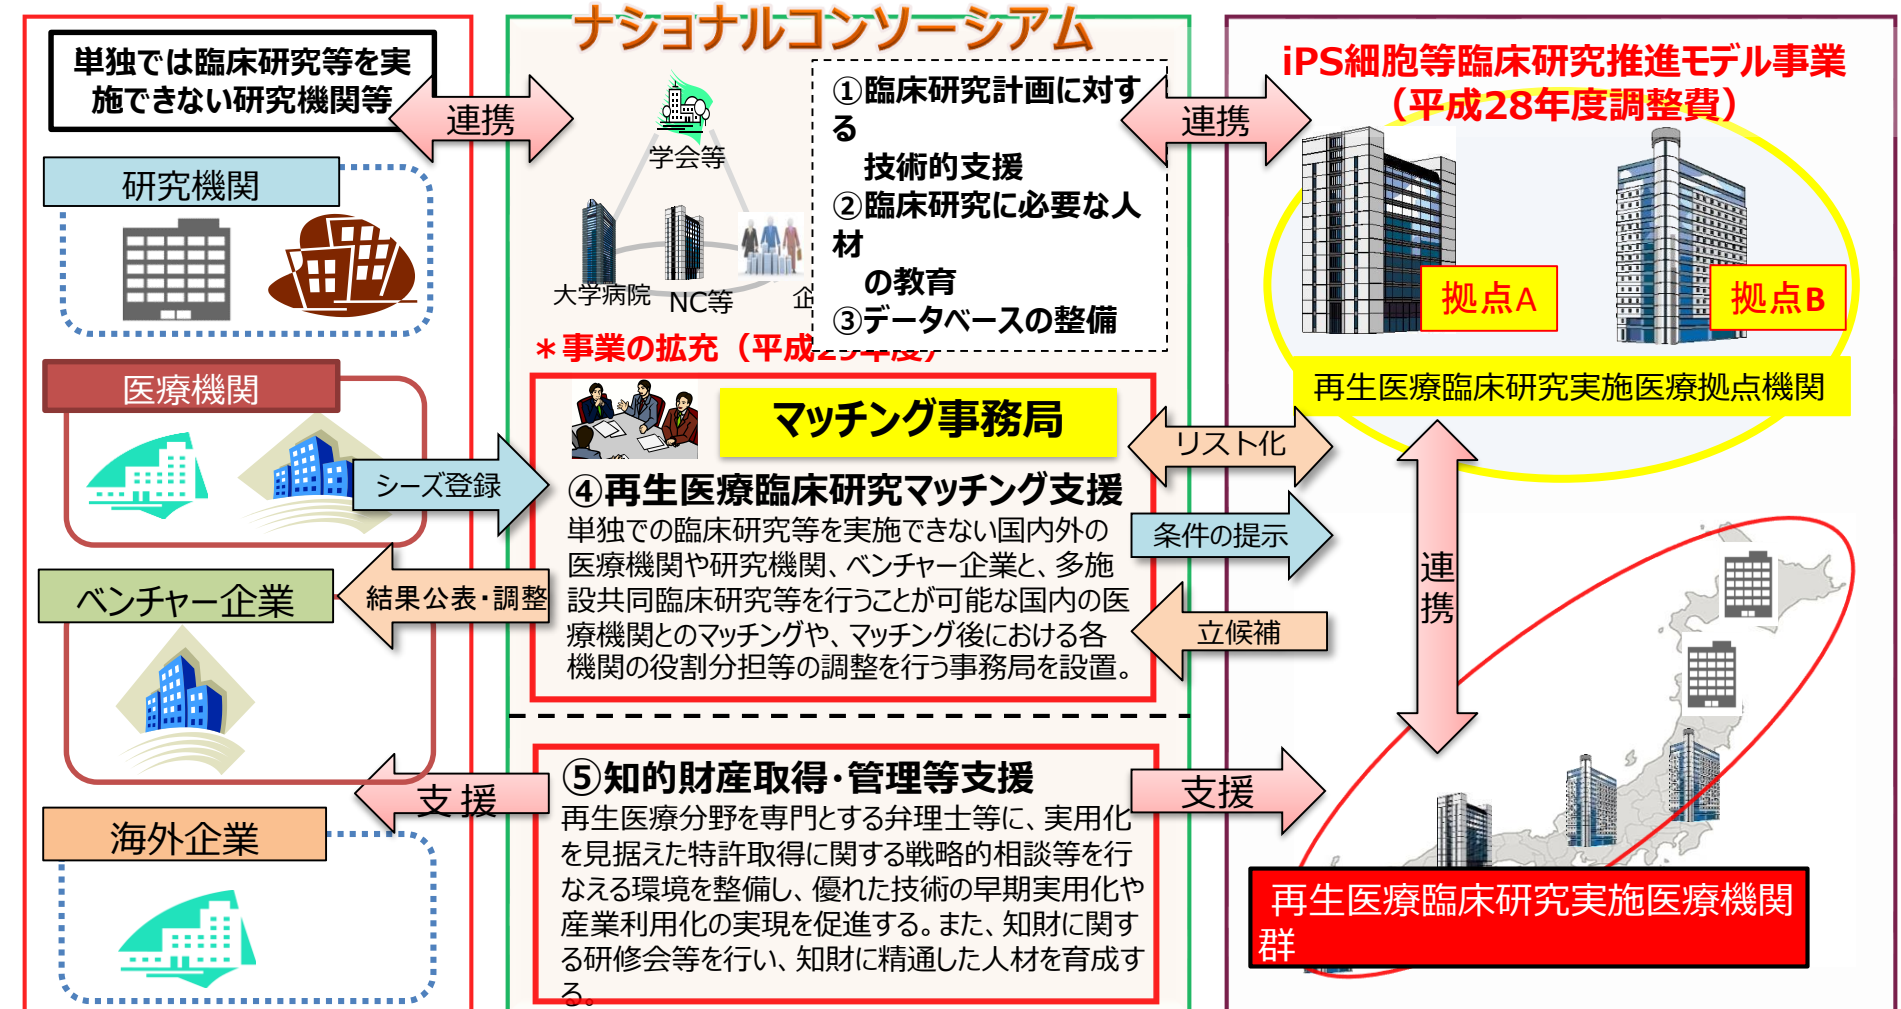 ナショナルコンソーシアム
単独では臨床研究等を実
施できない研究機関等
連携
研究機関
医療機関
シーズ登録
結果公表・調整
ベンチャー企業
支援
海外企業
学会等
大学病院
NC等
企
①臨床研究計画に対す
る
技術的支援
②臨床研究に必要な人
材
の教育
③データベースの整備
＊事業の拡充（平成29年度）
マッチング事務局
④再生医療臨床研究マッチング支援
単独での臨床研究等を実施できない国内外の
医療機関や研究機関、ベンチャー企業と、多施
設共同臨床研究等を行うことが可能な国内の医
療機関とのマッチングや、マッチング後における各
機関の役割分担等の調整を行う事務局を設置。
⑤知的財産取得・管理等支援
再生医療分野を専門とする弁理士等に、実用化
を見据えた特許取得に関する戦略的相談等を行
なえる環境を整備し、優れた技術の早期実用化や
産業利用化の実現を促進する。また、知財に関す
る研修会等を行い、知財に精通した人材を育成す
る。
連携
リスト化
条件の提示
立候補
支援
iPS細胞等臨床研究推進モデル事業
（平成28年度調整費）
拠点A
拠点B
再生医療臨床研究実施医療拠点機関
連
携
再生医療臨床研究実施医療機関
群